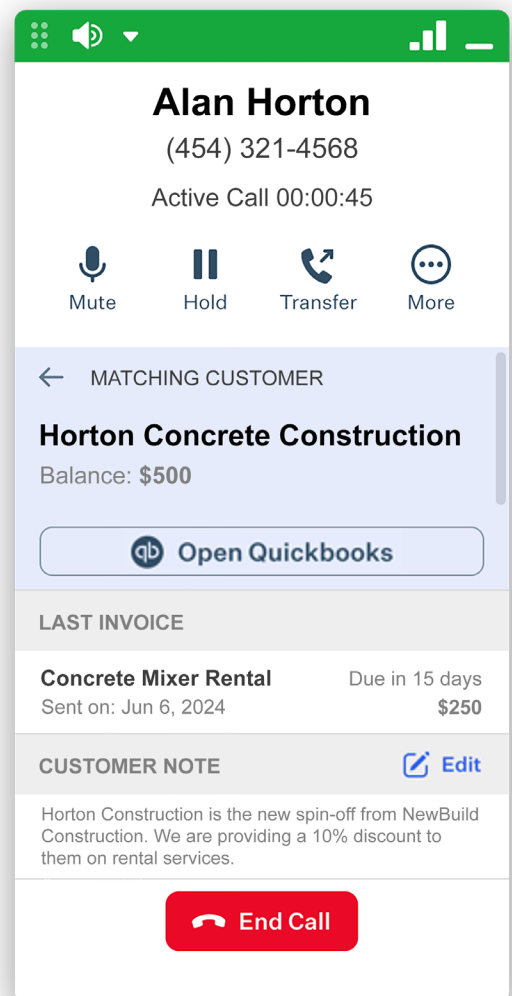 Alan Horton
(454) 321-4568
Active Call 00:00:45
Mute Hold Transfer More
MATCHING CUSTOMER
Horton Concrete Construction
Balance: $500
qb Open Quickbooks
LAST INVOICE
Concrete Mixer Rental Due in 15 days
Sent on: Jun 6, 2024 $250
CUSTOMER NOTE Edit
Horton Construction is the new spin-off from NewBuild
Construction. We are providing a 10% discount to
them on rental services.
End Call